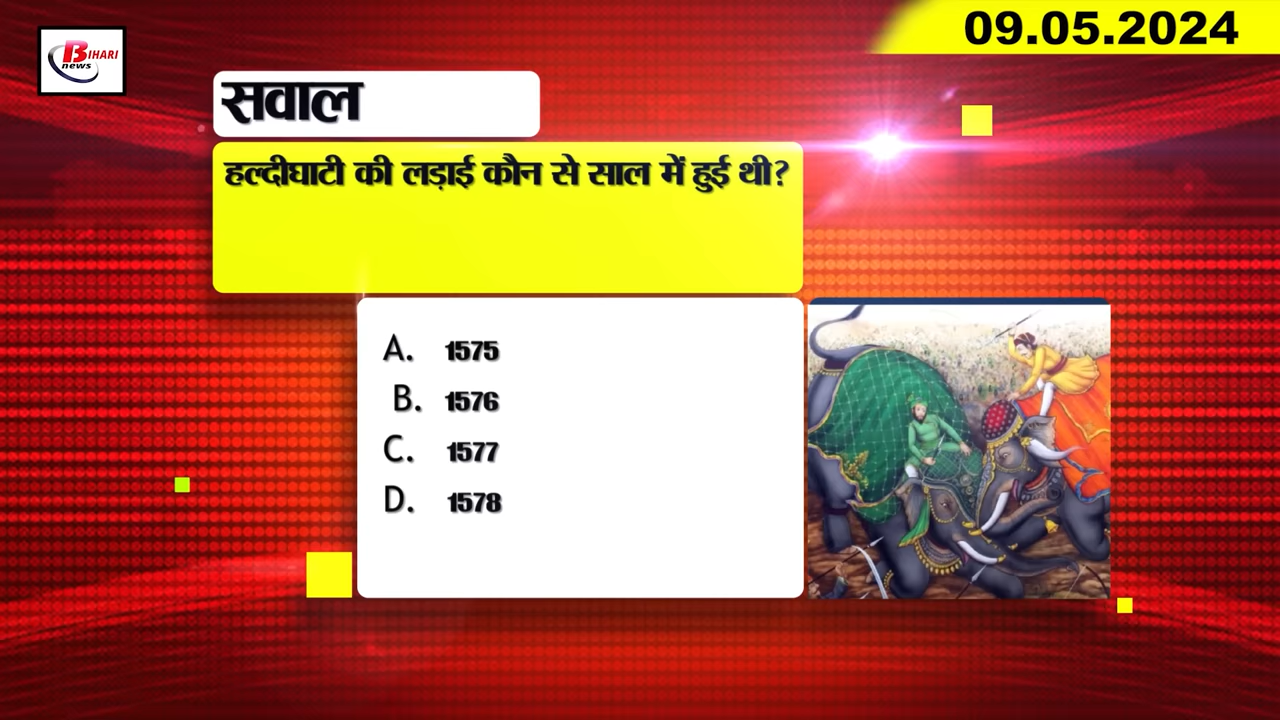 BIHARI
news
09.05.2024
सवाल
हल्दीघाटी की लड़ाई कौन से साल में हुई थी?
A. 1575
B. 1576
C. 1577
D. 1578